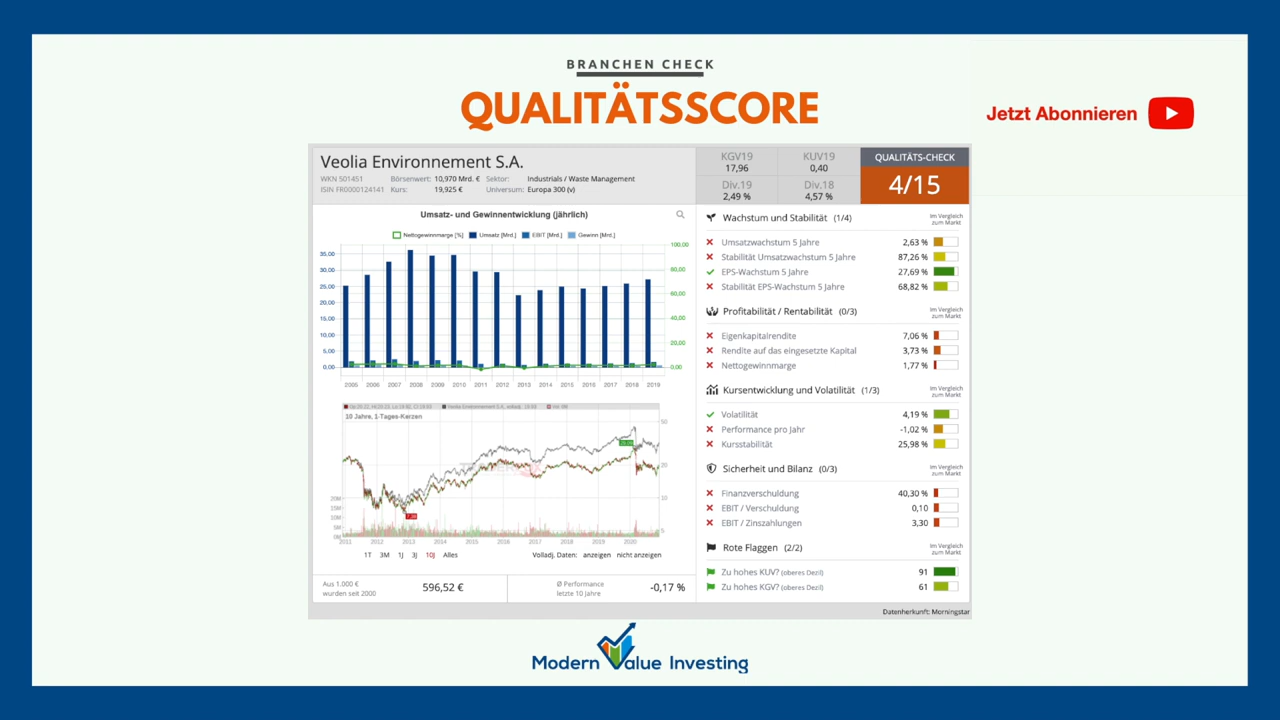 BRANCHEN CHECK
QUALITÄTSSCORE
Jetzt Abonnieren
Veolia Environnement S.A.
WKN 501451 Börsenwert: 10,970 Mrd. € Sektor: Industrials / Waste Management
ISIN FR0000124141 Kurs: 19,925 € Universum: Europa 300 (v)
KGV19 KUV19
17,96 0,40
Div.19 Div.18
2,49 % 4,57 %
QUALITÄTS-CHECK
4/15
Umsatz- und Gewinnentwicklung (jährlich)
Nettogewinnmarge [%] Umsatz [Mrd.] EBIT [Mrd.] Gewinn [Mrd.]
100,00
35,00
30,00 80,00
25,00
20,00 60,00
15,00 40,00
10,00
5,00 20,00
0,00 0,00
2005 2006 2007 2008 2009 2010 2011 2012 2013 2014 2015 2016 2017 2018 2019
10 Jahre, 1-Tages-Kerzen
50
20
10
5
20M
15M
10M
5M
0M
2011 2012 2013 2014 2015 2016 2017 2018 2019 2020
1T 3M 1J 3J 10J Alles Volladj. Daten: anzeigen nicht anzeigen
Aus 1.000 €
wurden seit 2000
596,52 €
Ø Performance
letzte 10 Jahre
-0,17 %
Wachstum und Stabilität (1/4) Im Vergleich zum Markt
Umsatzwachstum 5 Jahre 2,63 %
Stabilität Umsatzwachstum 5 Jahre 87,26 %
EPS-Wachstum 5 Jahre 27,69 %
Stabilität EPS-Wachstum 5 Jahre 68,82 %
Profitabilität / Rentabilität (0/3) Im Vergleich zum Markt
Eigenkapitalrendite 7,06 %
Rendite auf das eingesetzte Kapital 3,73 %
Nettogewinnmarge 1,77 %
Kursentwicklung und Volatilität (1/3) Im Vergleich zum Markt
Volatilität 4,19 %
Performance pro Jahr -1,02 %
Kursstabilität 25,98 %
Sicherheit und Bilanz (0/3) Im Vergleich zum Markt
Finanzverschuldung 40,30 %
EBIT / Verschuldung 0,10
EBIT / Zinszahlungen 3,30
Rote Flaggen (2/2) Im Vergleich zum Markt
Zu hohes KUV? (oberes Dezil) 91
Zu hohes KGV? (oberes Dezil) 61
Datenherkunft: Morningstar
Modern Value Investing